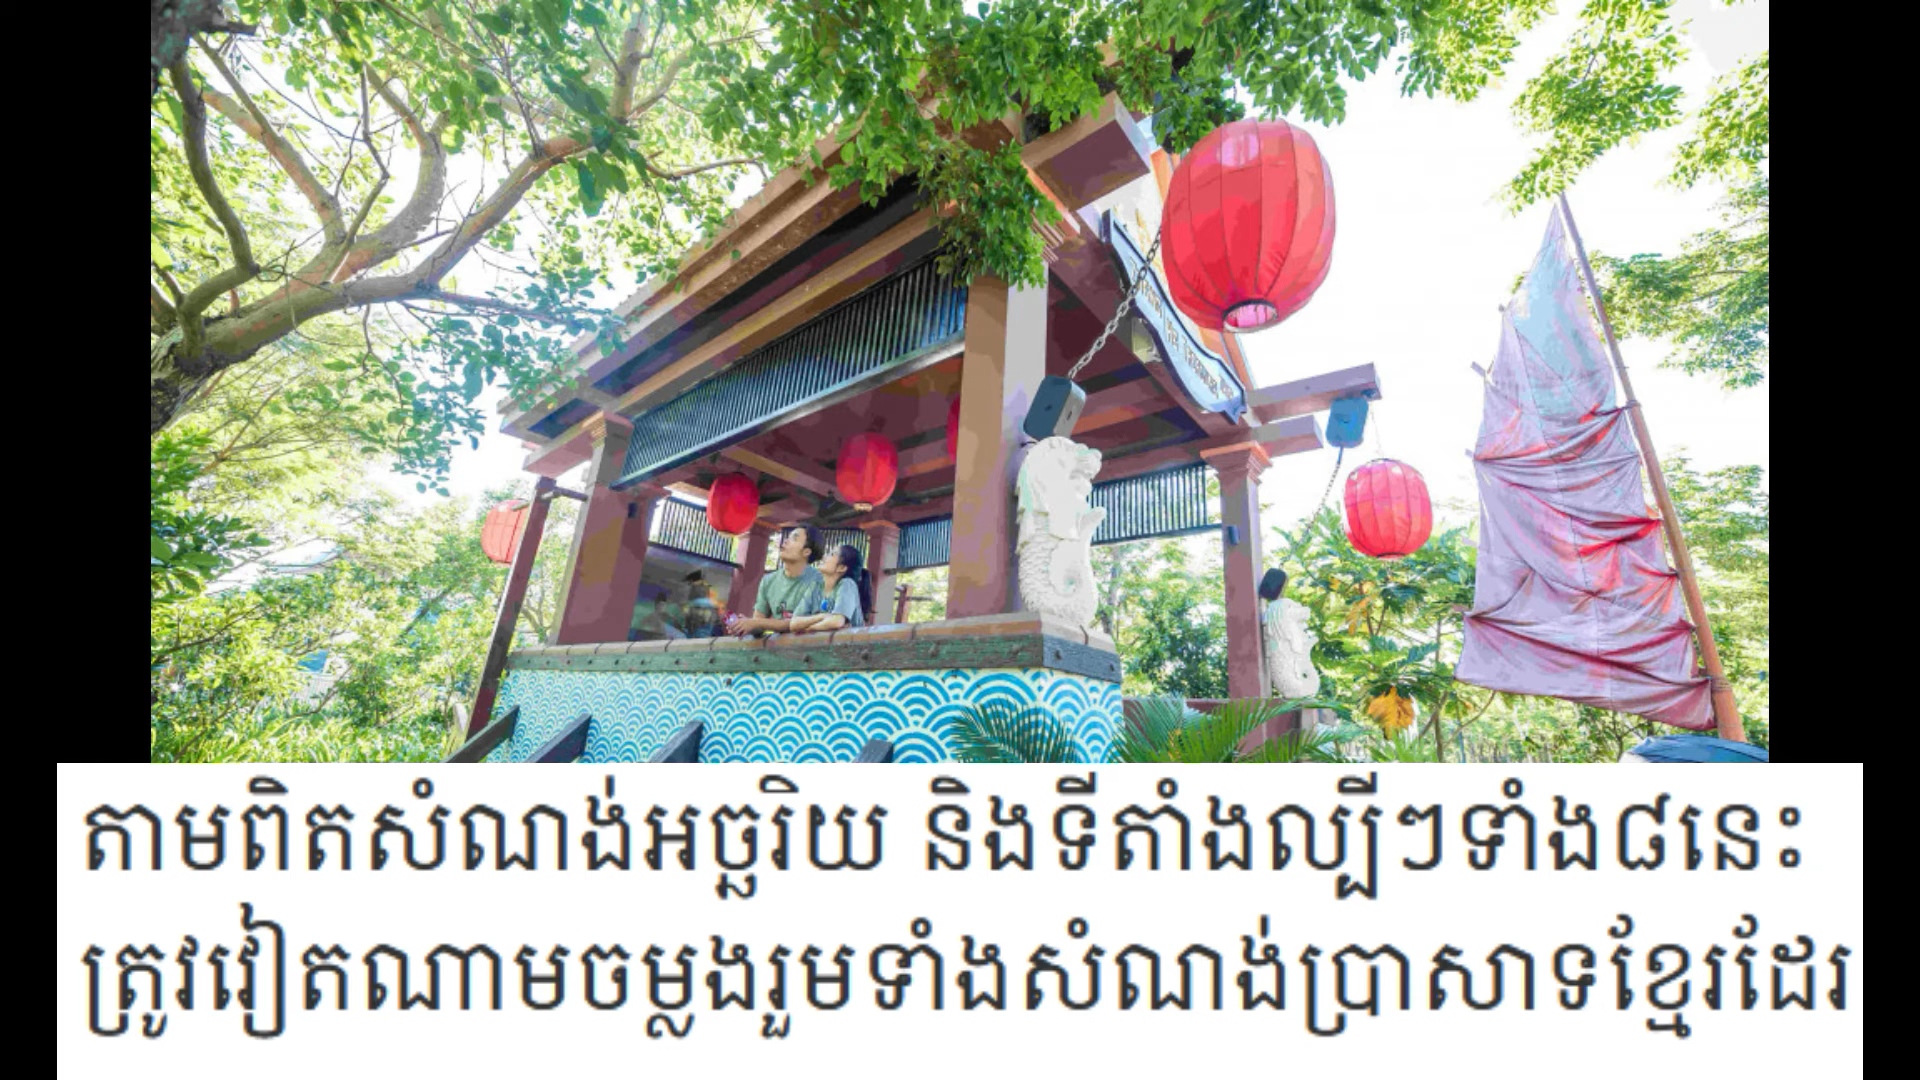 តាមពិតសំណង់អច្ឆរិយ និងទីតាំងល្បីៗទាំង៨នេះ
ត្រូវវៀតណាមចម្លងរួមទាំងសំណង់ប្រាសាទខ្មែរដែរ